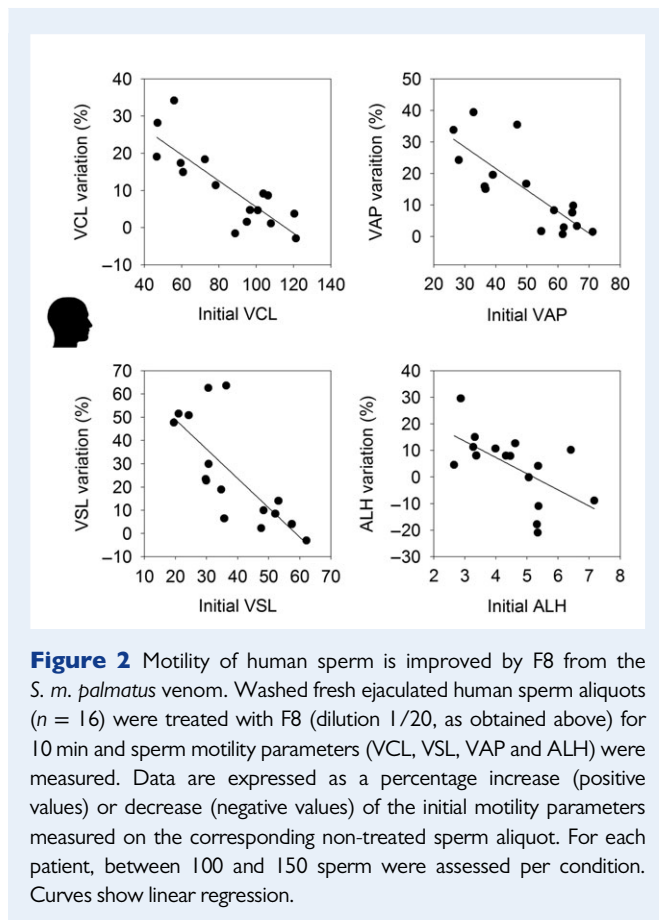 40
30
20
10
0
–10
VCL variation (%)
40 60 80 100 120 140
Initial VCL
50
40
30
20
10
0
VAP varaition (%)
20 30 40 50 60 70 80
Initial VAP
70
60
50
40
30
20
10
0
–10
VSL variation (%)
10 20 30 40 50 60 70
Initial VSL
40
30
20
10
0
–10
–20
–30
ALH variation (%)
2 3 4 5 6 7 8
Initial ALH
Figure 2 Motility of human sperm is improved by F8 from the
S. m. palmatus venom. Washed fresh ejaculated human sperm aliquots
(n = 16) were treated with F8 (dilution 1/20, as obtained above) for
10 min and sperm motility parameters (VCL, VSL, VAP and ALH) were
measured. Data are expressed as a percentage increase (positive
values) or decrease (negative values) of the initial motility parameters
measured on the corresponding non-treated sperm aliquot. For each
patient, between 100 and 150 sperm were assessed per condition.
Curves show linear regression.